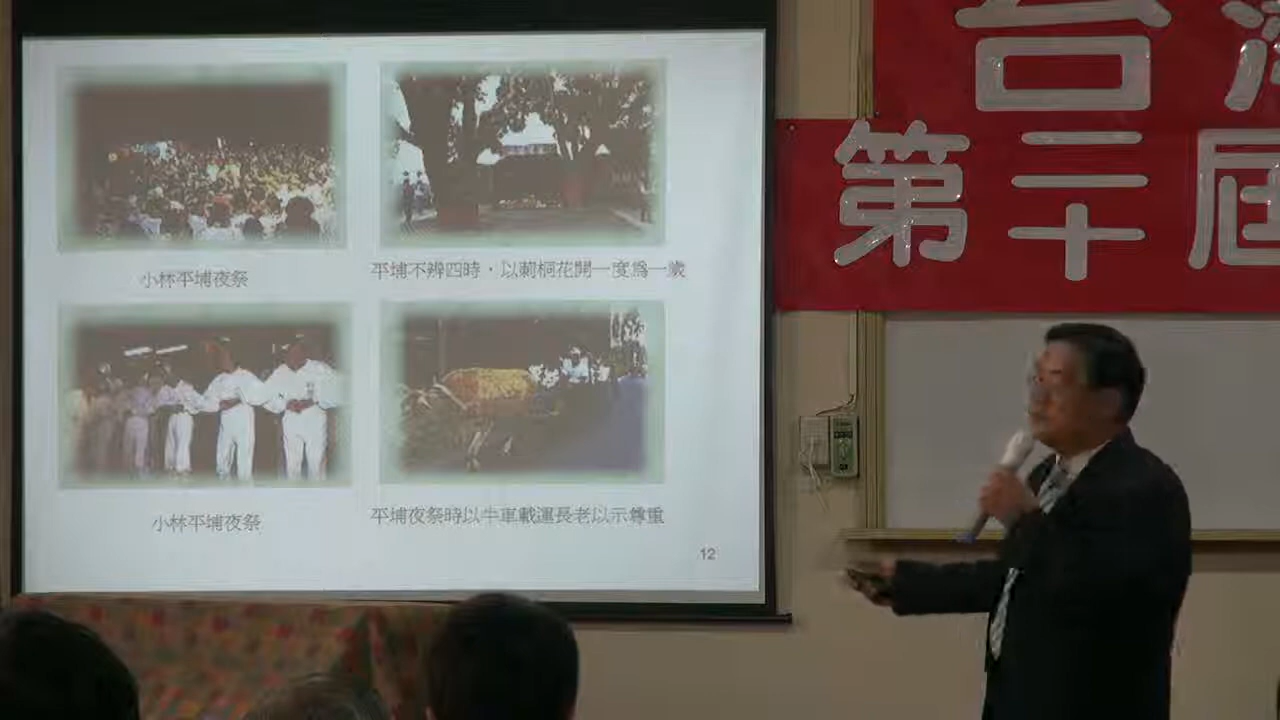 小林平埔夜祭
平埔不辨四時，以莿桐花開一度為一歲
小林平埔夜祭
平埔夜祭時以牛車載運長老以示尊重
12
台灣
第二十屆